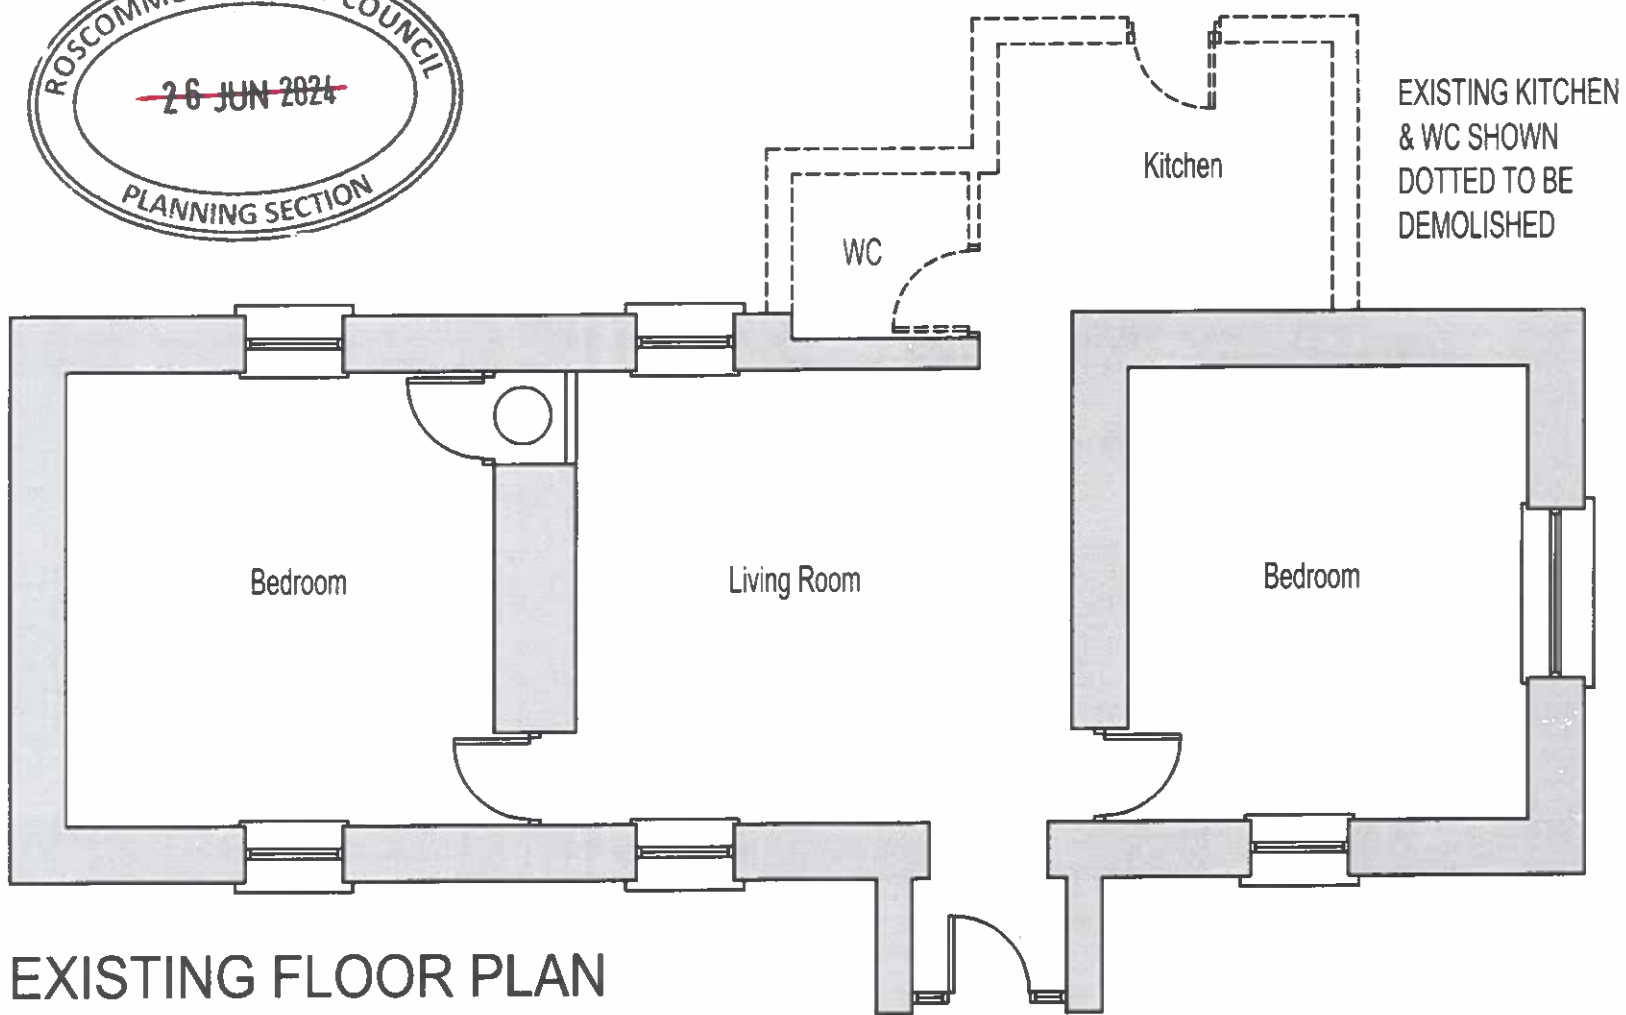 ROSCOMMO COUNCIL
26 JUN 2024
PLANNING SECTION
EXISTING KITCHEN
& WC SHOWN
DOTTED TO BE
DEMOLISHED
Kitchen
WC
Bedroom
Living Room
Bedroom
EXISTING FLOOR PLAN